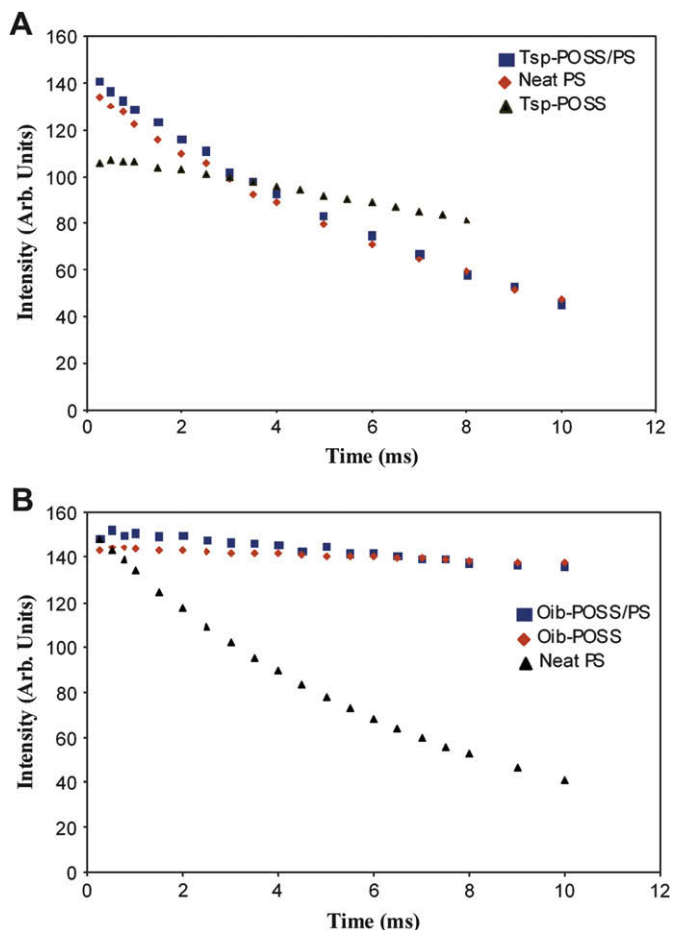 A
160
140
120
100
80
60
40
20
0
Intensity (Arb. Units)
Tsp-POSS/PS
Neat PS
Tsp-POSS
0 2 4 6 8 10 12
Time (ms)
B
160
140
120
100
80
60
40
20
0
Intensity (Arb. Units)
Oib-POSS/PS
Oib-POSS
Neat PS
0 2 4 6 8 10 12
Time (ms)